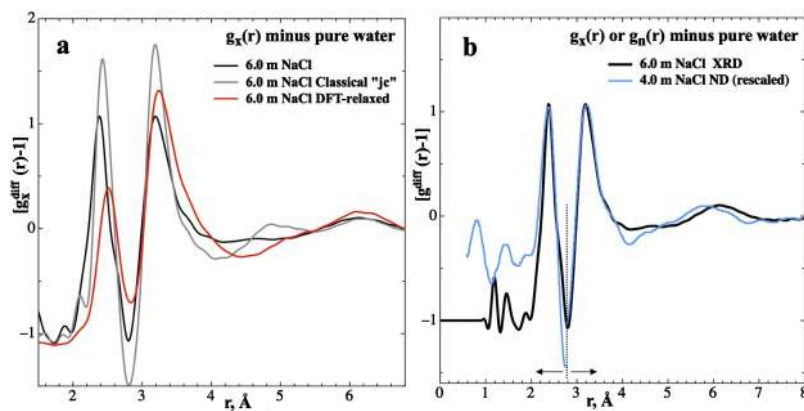 a
g_x(r) minus pure water
6.0 m NaCl
6.0 m NaCl Classical "jc"
6.0 m NaCl DFT-relaxed
[g_x^diff (r)-1]
2
1
0
-1
2
3
4
5
6
r, Å
b
g_x(r) or g_n(r) minus pure water
6.0 m NaCl XRD
4.0 m NaCl ND (rescaled)
[g^diff (r)-1]
1
0
-1
0
1
2
3
4
5
6
7
8
r, Å